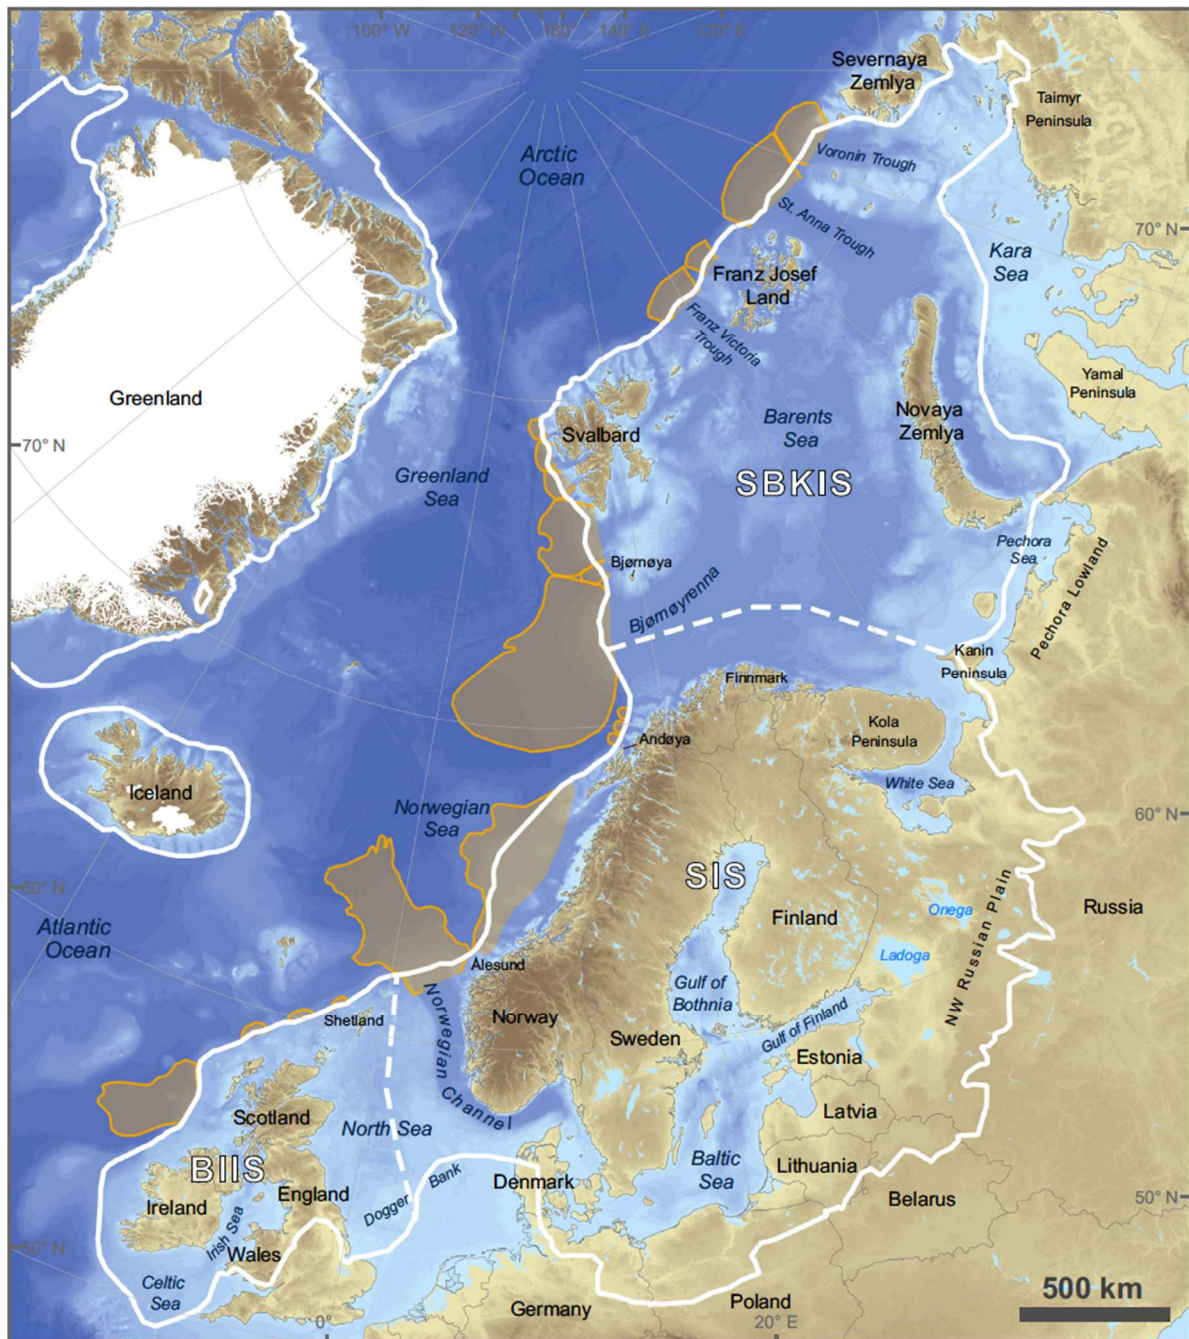 100° W
120° W
180°
140° E
120° E
Severnaya
Zemlya
Taimyr
Peninsula
Arctic
Ocean
Voronin Trough
St. Anna Trough
70° N
Kara
Sea
Franz Josef
Land
Franz Victoria
Trough
Yamal
Peninsula
Greenland
Barents
Sea
Novaya
Zemlya
Svalbard
70° N
Greenland
Sea
SBKIS
Pechora
Sea
Bjørnøya
Bjørnøyrenna
Pechora Lowland
Kanin
Peninsula
Finnmark
Kola
Peninsula
Andøya
White Sea
Iceland
Norwegian
Sea
60° N
SIS
60° N
Atlantic
Ocean
Finland
Onega
Russia
Ladoga
NW Russian Plain
Ålesund
Gulf of
Bothnia
Shetland
Norwegian Channel
Norway
Sweden
Gulf of Finland
Estonia
Scotland
North Sea
Latvia
BIIS
Baltic
Sea
Lithuania
Ireland
England
Dogger Bank
Denmark
Belarus
50° N
Irish Sea
Wales
50° N
Celtic
Sea
Germany
Poland
500 km
0°
20° E